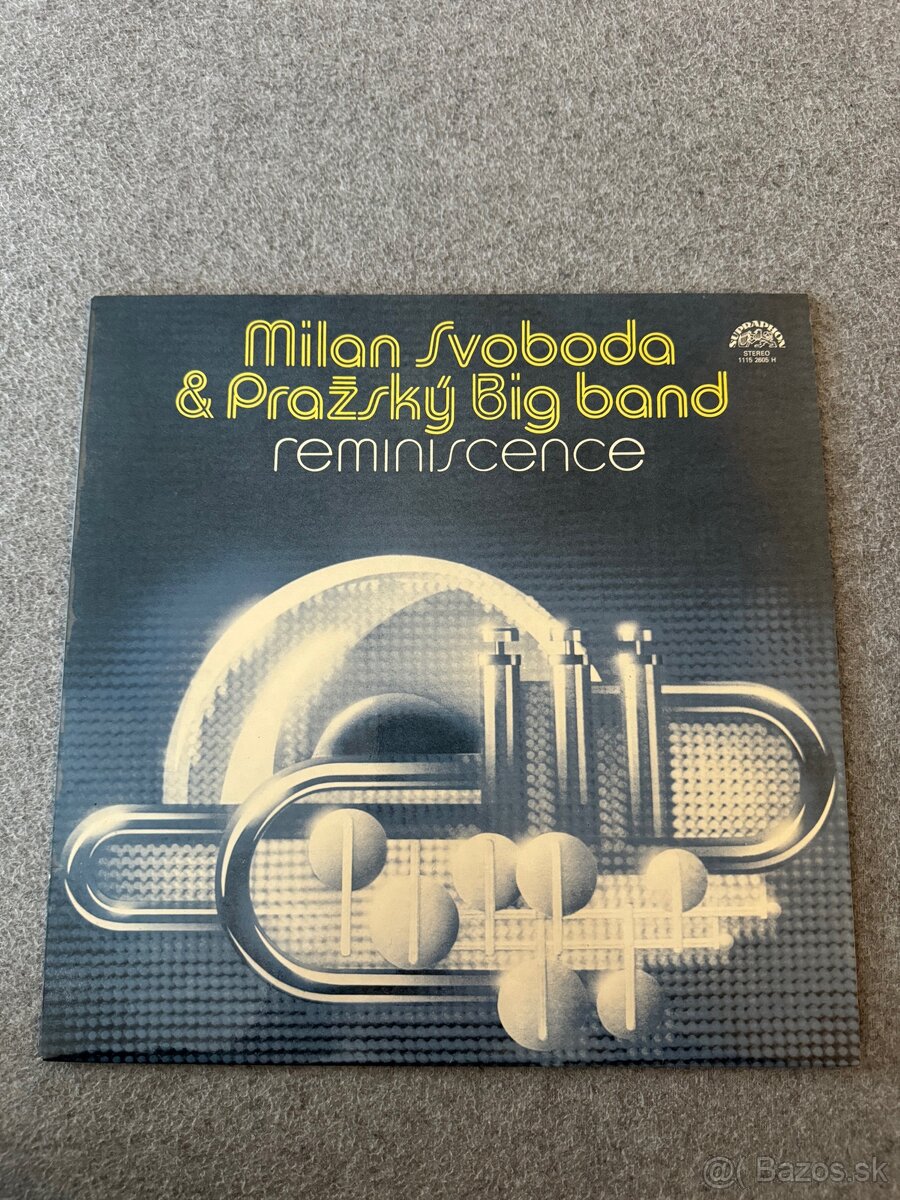 Milan Svoboda
& Pražský Big band
reminiscence
SUPRAPHON
STEREO
1115 2605 H
@( Bazos.sk